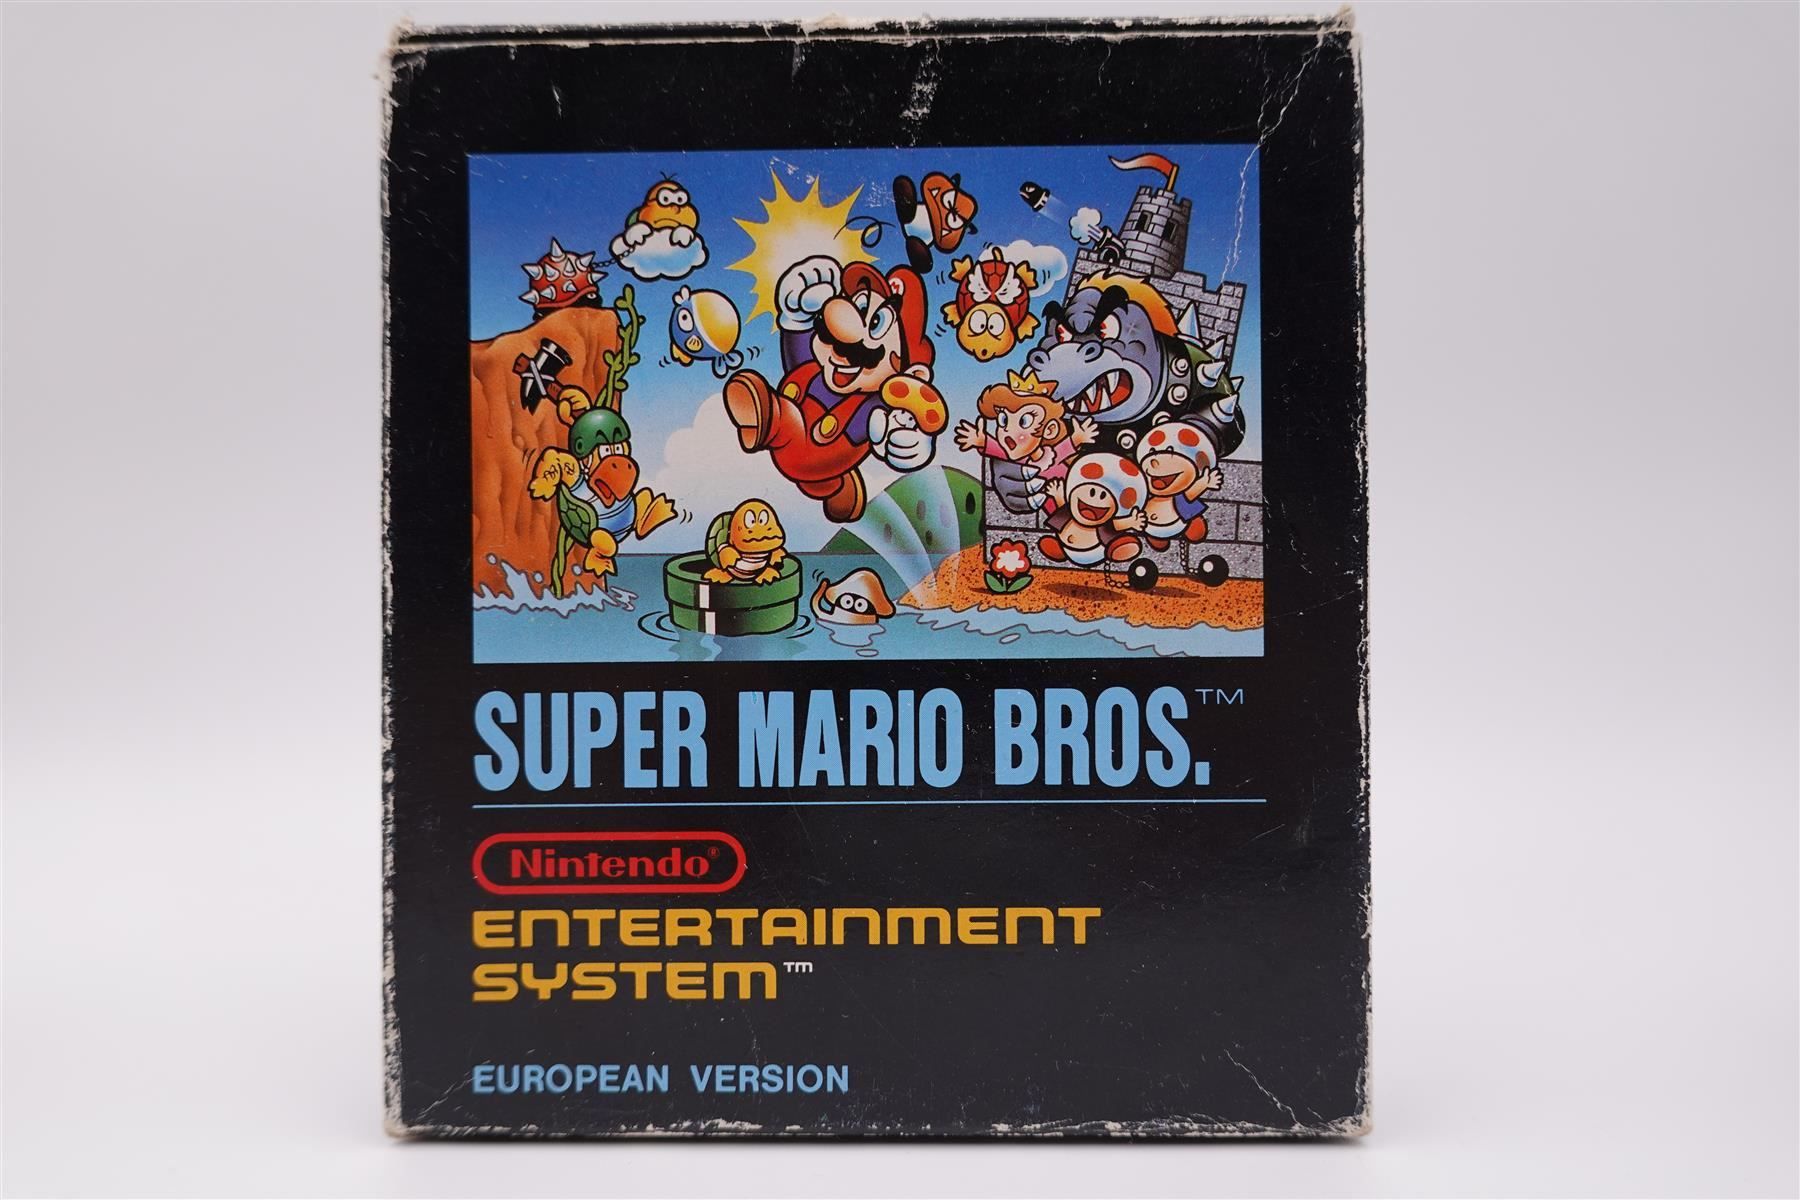 SUPER MARIO BROS.™
Nintendo®
ENTERTAINMENT
SYSTEM™
EUROPEAN VERSION